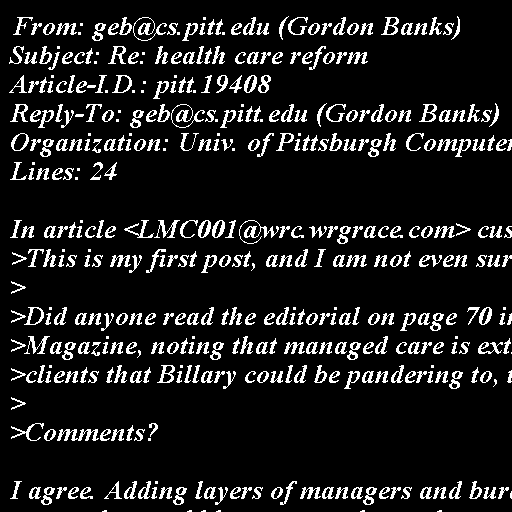 From: geb@cs.pitt.edu (Gordon Banks)
Subject: Re: health care reform
Article-I.D.: pitt.19408
Reply-To: geb@cs.pitt.edu (Gordon Banks)
Organization: Univ. of Pittsburgh Computer
Lines: 24

In article <LMC001@wrc.wrgrace.com> cus
>This is my first post, and I am not even sur
>
>Did anyone read the editorial on page 70 in
>Magazine, noting that managed care is ext
>clients that Billary could be pandering to, t
>
>Comments?

I agree. Adding layers of managers and bur